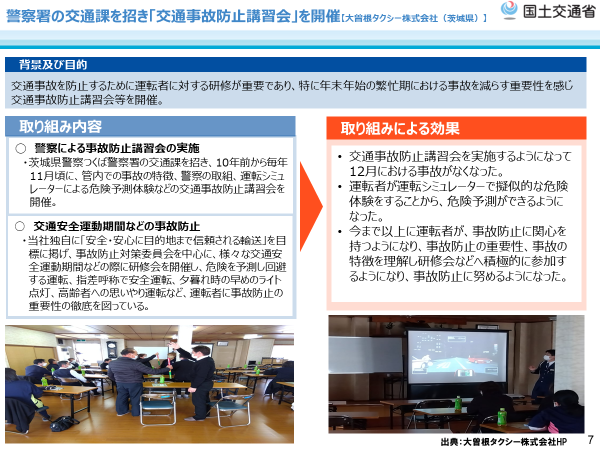 警察署の交通課を招き「交通事故防止講習会」を開催【大曽根タクシー株式会社（茨城県）】
国土交通省
背景及び目的
交通事故を防止するために運転者に対する研修が重要であり、特に年末年始の繁忙期における事故を減らす重要性を感じ
交通事故防止講習会等を開催。
取り組み内容
○ 警察による事故防止講習会の実施
・茨城県警察つくば警察署の交通課を招き、10年前から毎年
11月頃に、管内での事故の特徴、警察の取組、運転シミュ
レーターによる危険予測体験などの交通事故防止講習会を
開催。
○ 交通安全運動期間などの事故防止
・当社独自に「安全・安心に目的地まで信頼される輸送」を目
標に掲げ、事故防止対策委員会を中心に、様々な交通安
全運動期間などの際に研修会を開催し、危険を予測し回避
する運転、指差呼称で安全運転、夕暮れ時の早めのライト
点灯、高齢者への思いやり運転など、運転者に事故防止の
重要性の徹底を図っている。
取り組みによる効果
• 交通事故防止講習会を実施するようになって
12月における事故がなくなった。
• 運転者が運転シミュレーターで擬似的な危険
体験をすることから、危険予測ができるように
なった。
• 今まで以上に運転者が、事故防止に関心を
持つようになり、事故防止の重要性、事故の
特徴を理解し研修会などへ積極的に参加す
るようになり、事故防止に努めるようになった。
出典：大曽根タクシー株式会社HP
7